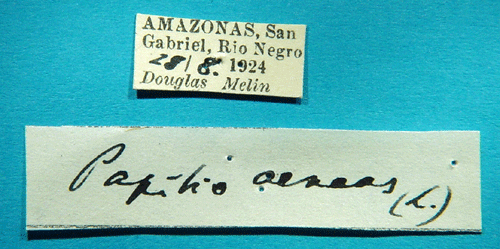 AMAZONAS, San
Gabriel, Rio Negro
28/8. 1924
Douglas Melin
Papilio aeneas (L.)